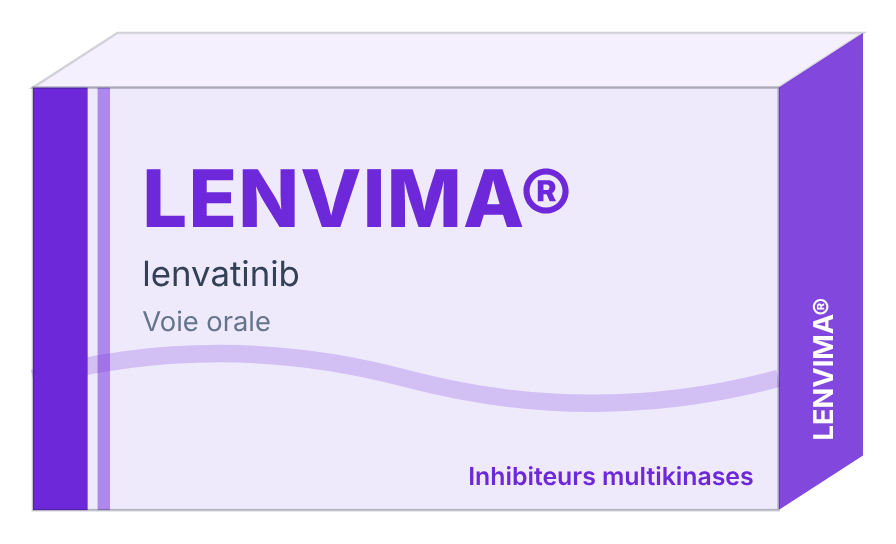 LENVIMA®
lenvatinib
Voie orale
Inhibiteurs multikinases
LENVIMA®